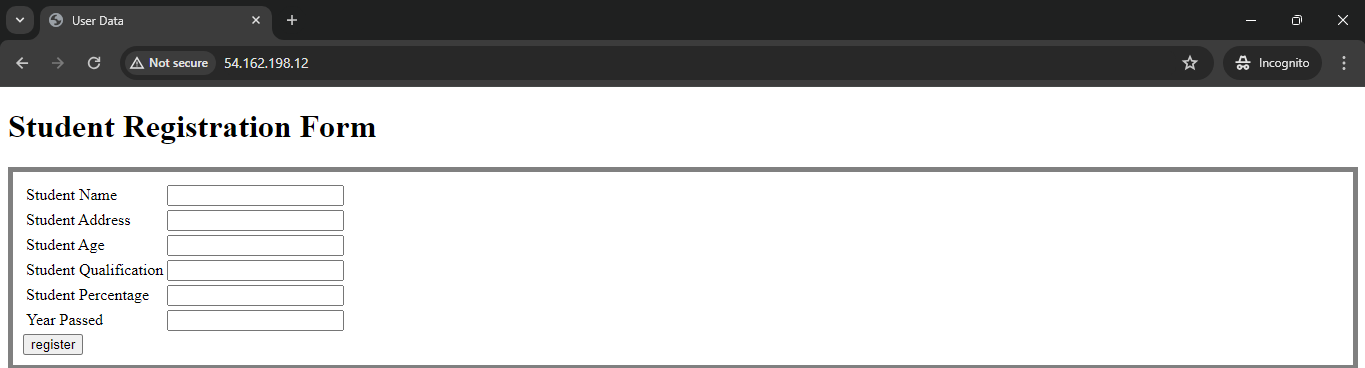 User Data
Not secure 54.162.198.12 Incognito
Student Registration Form
Student Name
Student Address
Student Age
Student Qualification
Student Percentage
Year Passed
register